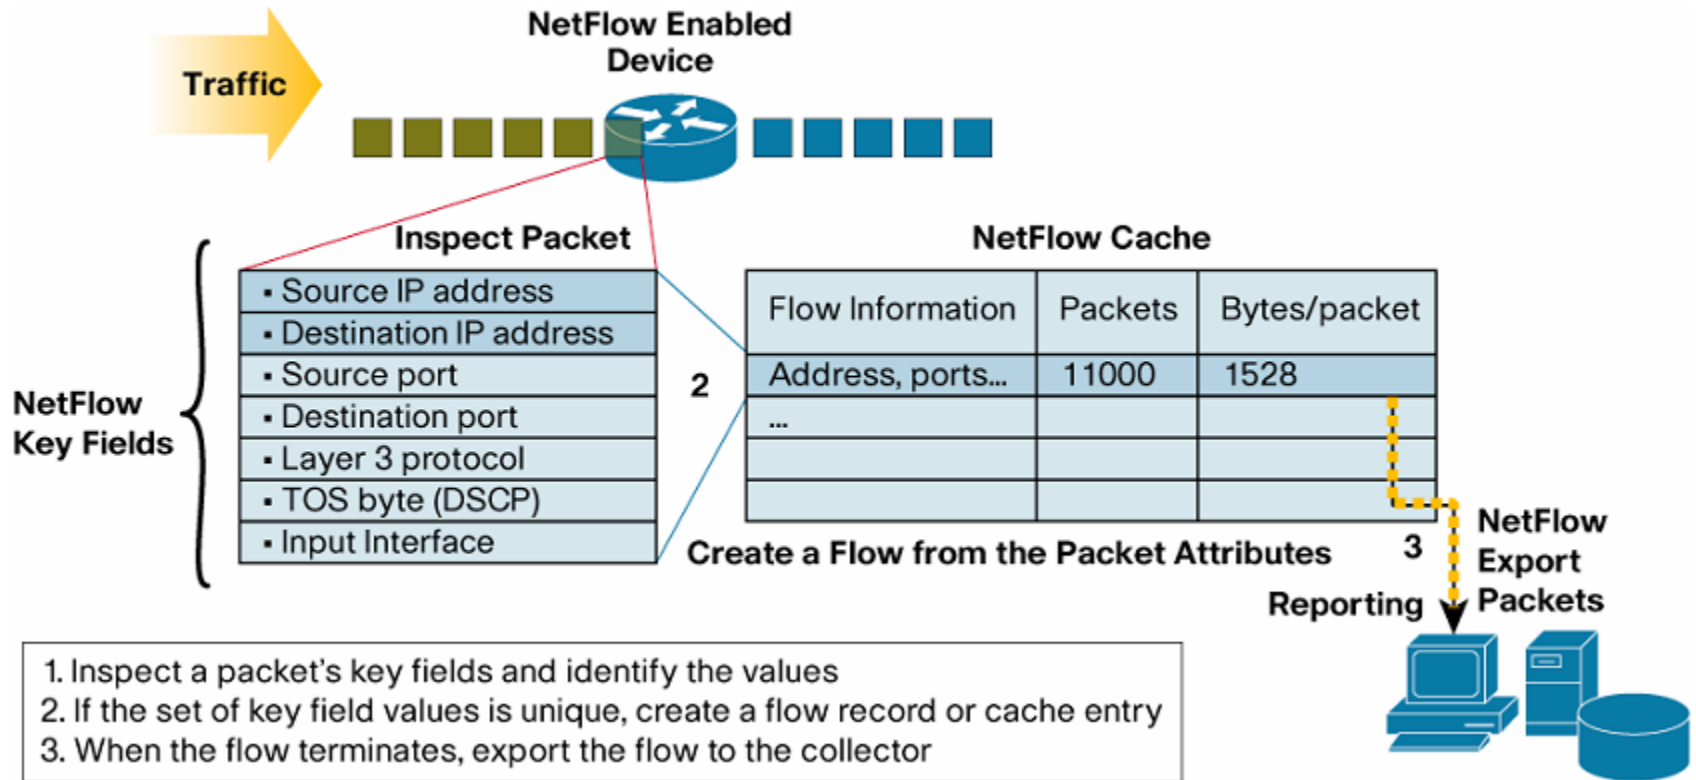 NetFlow Enabled
Device
Traffic
Inspect Packet
NetFlow Key Fields
▪ Source IP address
▪ Destination IP address
▪ Source port
▪ Destination port
▪ Layer 3 protocol
▪ TOS byte (DSCP)
▪ Input Interface
2
NetFlow Cache
Flow Information Packets Bytes/packet
Address, ports... 11000 1528
...
Create a Flow from the Packet Attributes
3
NetFlow
Export
Packets
Reporting
1. Inspect a packet's key fields and identify the values
2. If the set of key field values is unique, create a flow record or cache entry
3. When the flow terminates, export the flow to the collector